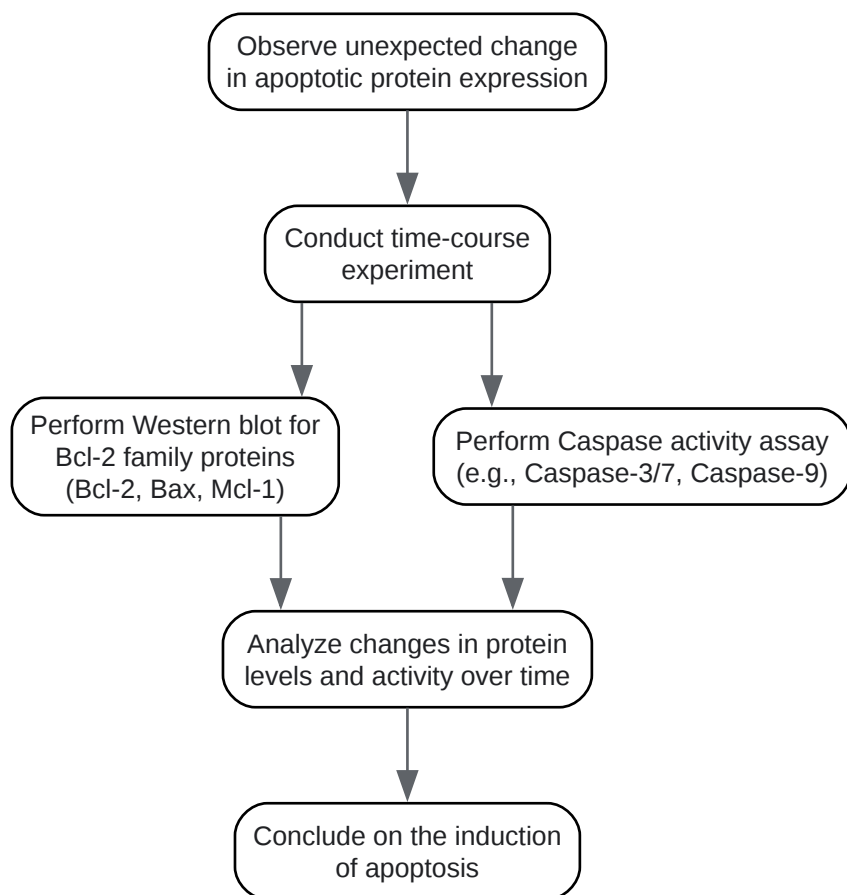 Observe unexpected change
in apoptotic protein expression
Conduct time-course
experiment
Perform Western blot for
Bcl-2 family proteins
(Bcl-2, Bax, Mcl-1)
Perform Caspase activity assay
(e.g., Caspase-3/7, Caspase-9)
Analyze changes in protein
levels and activity over time
Conclude on the induction
of apoptosis